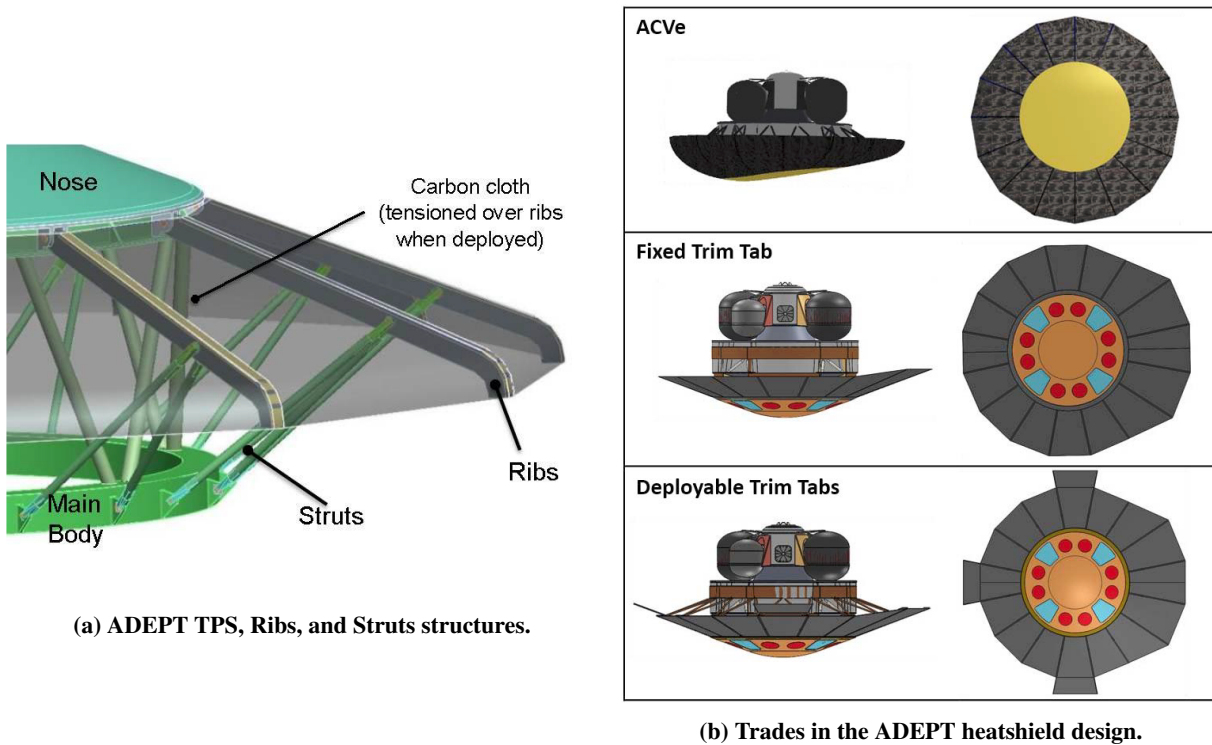 Nose
Carbon cloth
(tensioned over ribs
when deployed)
Ribs
Struts
Main
Body
(a) ADEPT TPS, Ribs, and Struts structures.
ACVe
Fixed Trim Tab
Deployable Trim Tabs
(b) Trades in the ADEPT heatshield design.